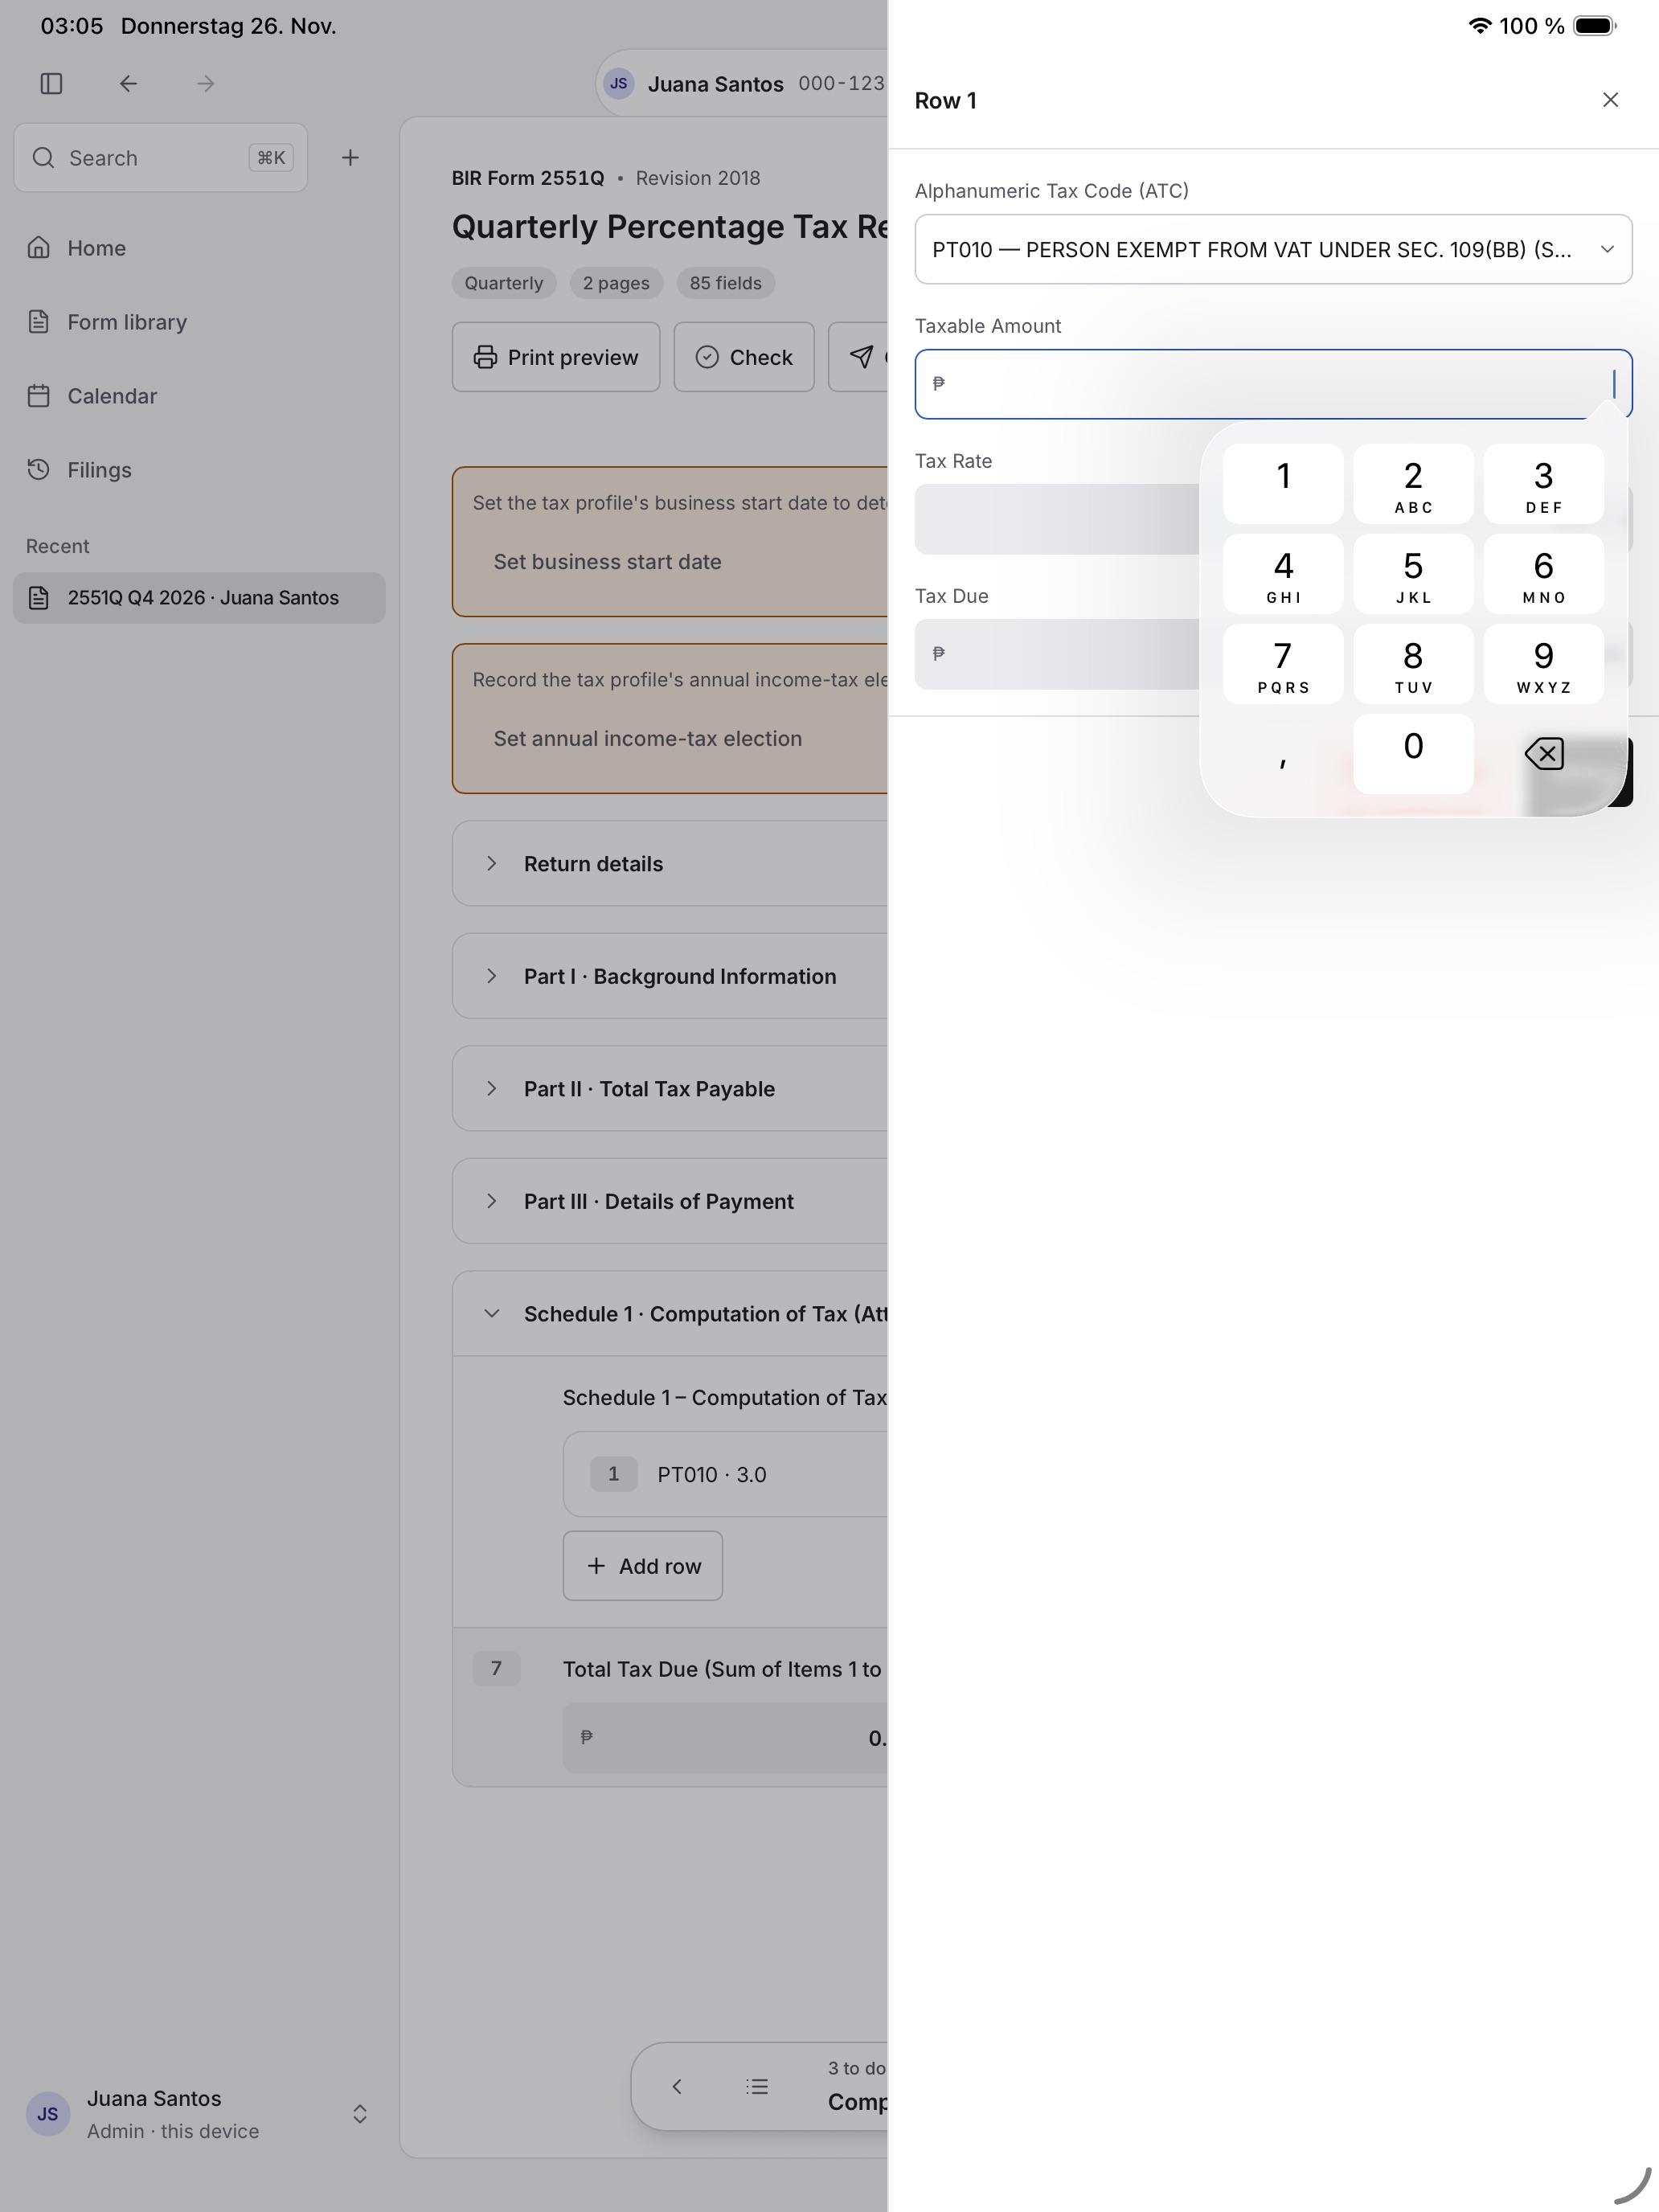 03:05 Donnerstag 26. Nov.
100 %
JS Juana Santos 000-123
Search ⌘K
Home
Form library
Calendar
Filings
Recent
2551Q Q4 2026 · Juana Santos
BIR Form 2551Q • Revision 2018
Quarterly Percentage Tax Re
Quarterly 2 pages 85 fields
Print preview Check
Set the tax profile's business start date to det
Set business start date
Record the tax profile's annual income-tax ele
Set annual income-tax election
Return details
Part I · Background Information
Part II · Total Tax Payable
Part III · Details of Payment
Schedule 1 · Computation of Tax (Att
Schedule 1 – Computation of Tax
1 PT010 · 3.0
Add row
7 Total Tax Due (Sum of Items 1 to
₱ 0.
3 to do
Comp
JS Juana Santos
Admin · this device
Row 1
Alphanumeric Tax Code (ATC)
PT010 — PERSON EXEMPT FROM VAT UNDER SEC. 109(BB) (S...
Taxable Amount
₱
Tax Rate
Tax Due
₱
1 2 3
ABC DEF
4 5 6
GHI JKL MNO
7 8 9
PQRS TUV WXYZ
, 0